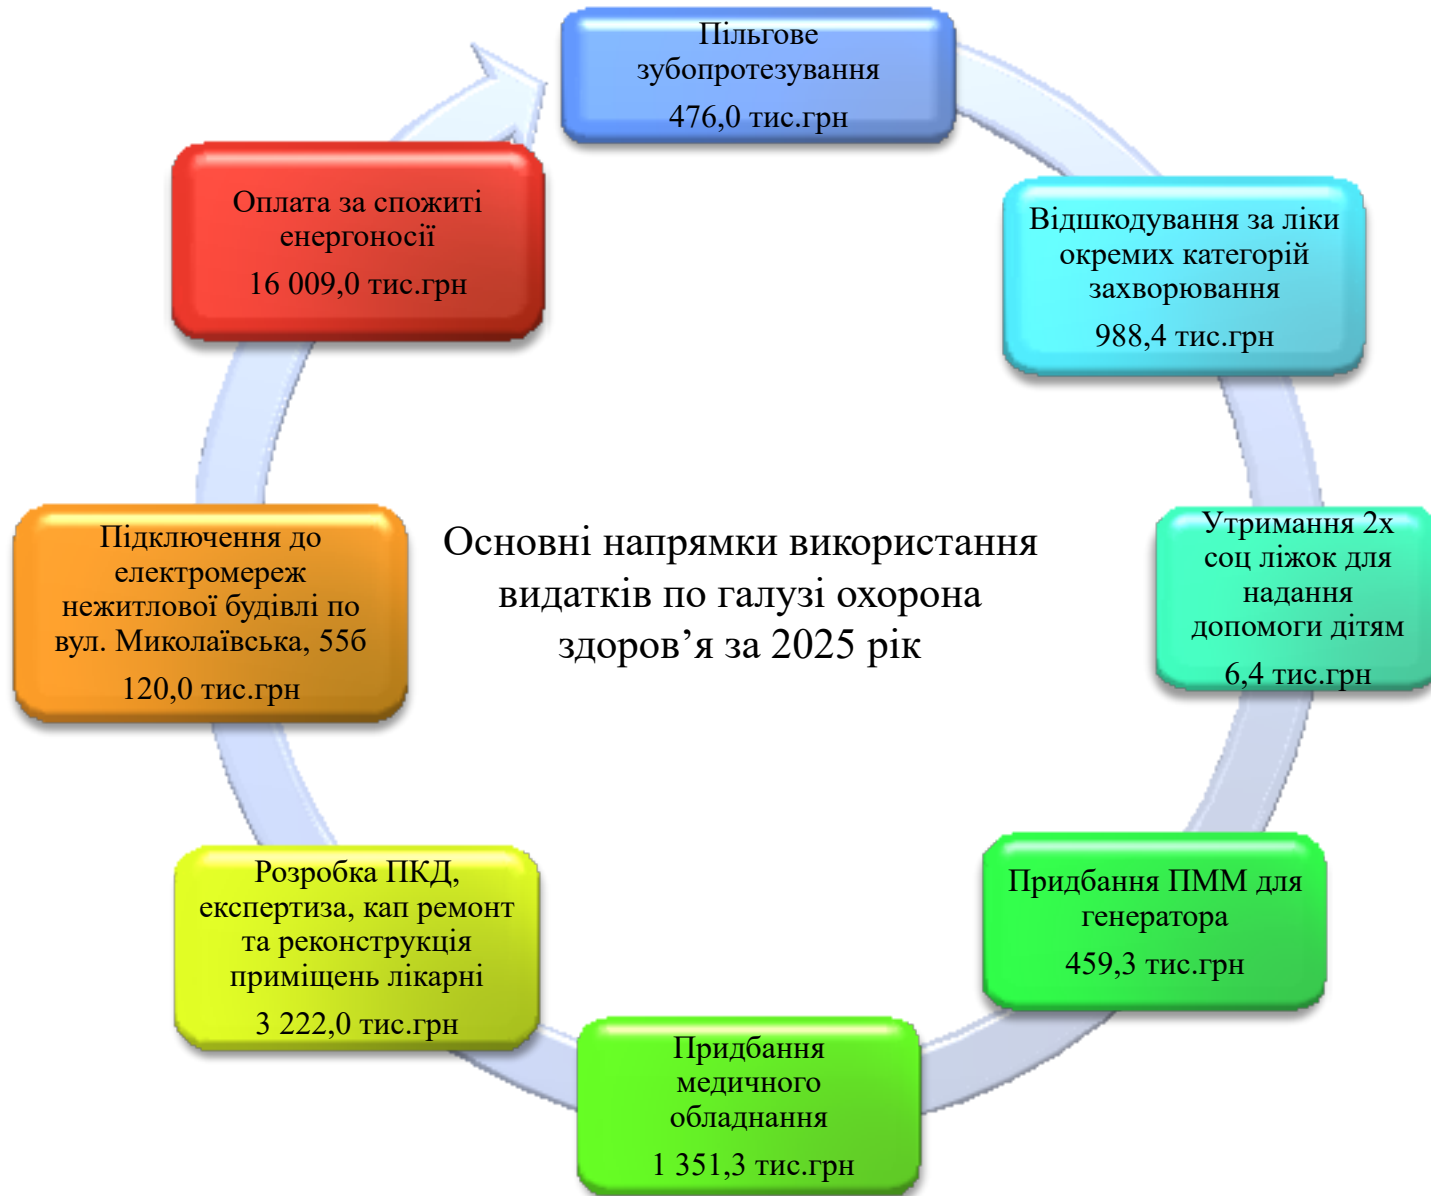 Пільгове
зубопротезування
476,0 тис.грн
Відшкодування за ліки
окремих категорій
захворювання
988,4 тис.грн
Утримання 2х
соц ліжок для
надання
допомоги дітям
6,4 тис.грн
Придбання ПММ для
генератора
459,3 тис.грн
Придбання
медичного
обладнання
1 351,3 тис.грн
Розробка ПКД,
експертиза, кап ремонт
та реконструкція
приміщень лікарні
3 222,0 тис.грн
Підключення до
електромереж
нежитлової будівлі по
вул. Миколаївська, 55б
120,0 тис.грн
Оплата за спожиті
енергоносії
16 009,0 тис.грн
Основні напрямки використання
видатків по галузі охорона
здоров’я за 2025 рік